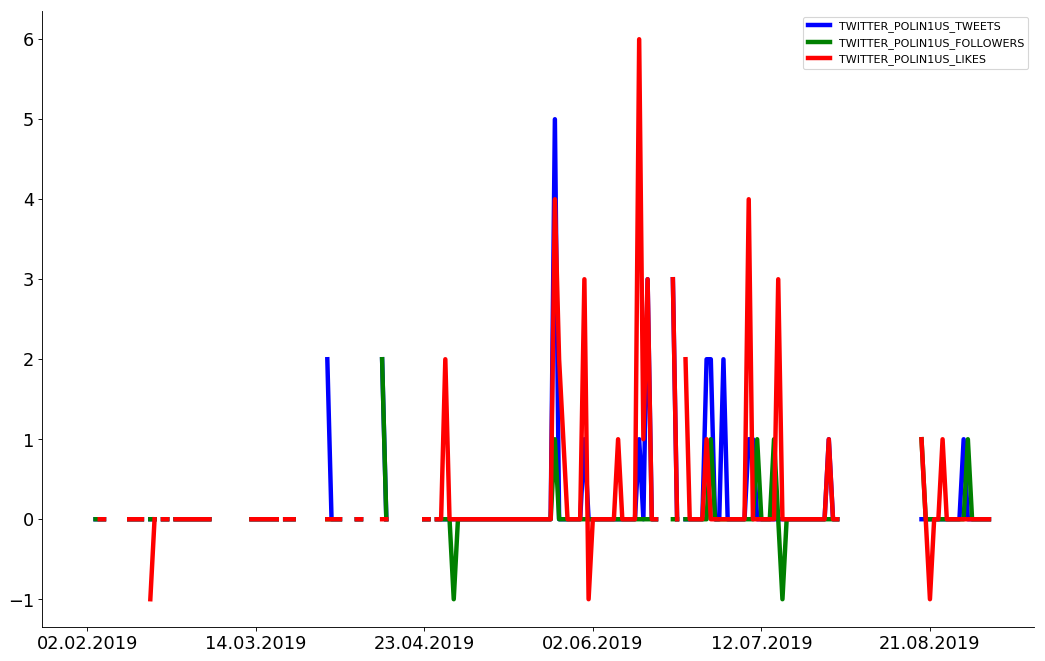 TWITTER_POLIN1US_TWEETS
TWITTER_POLIN1US_FOLLOWERS
TWITTER_POLIN1US_LIKES
6
5
4
3
2
1
0
−1
02.02.2019 14.03.2019 23.04.2019 02.06.2019 12.07.2019 21.08.2019